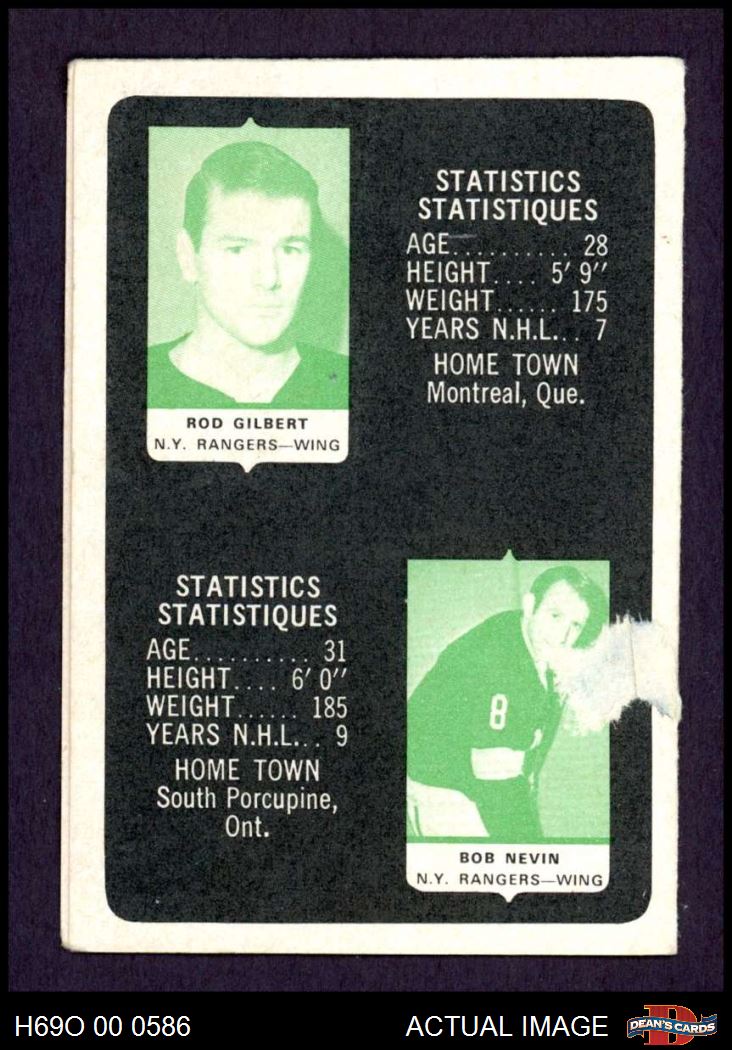 STATISTICS
STATISTIQUES
AGE.......... 28
HEIGHT.... 5' 9''
WEIGHT...... 175
YEARS N.H.L... 7
HOME TOWN
Montreal, Que.
ROD GILBERT
N.Y. RANGERS—WING
STATISTICS
STATISTIQUES
AGE.......... 31
HEIGHT.... 6' 0''
WEIGHT...... 185
YEARS N.H.L... 9
HOME TOWN
South Porcupine,
Ont.
8
BOB NEVIN
N.Y. RANGERS—WING
H69O 00 0586
ACTUAL IMAGE
D
DEAN'S CARDS